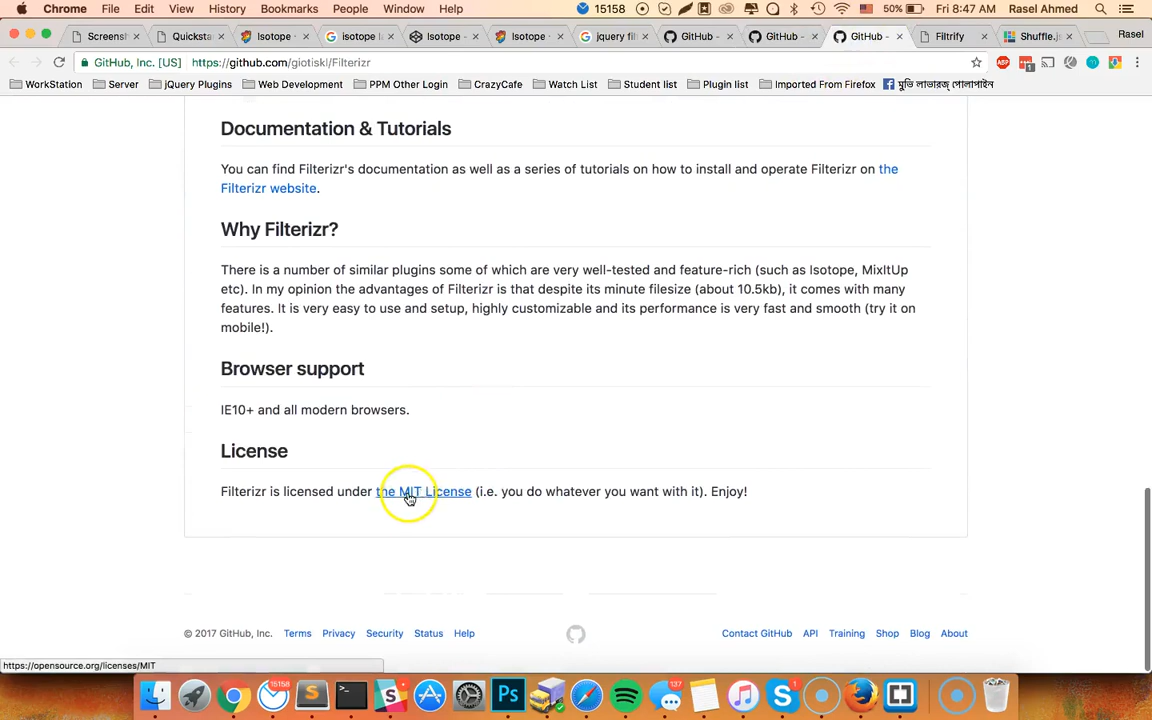 Chrome File Edit View History Bookmarks People Window Help 15158 50% Fri 8:47 AM Rasel Ahmed
Screensh Quicksta Isotope - isotope l Isotope - Isotope - jquery fil GitHub - GitHub - GitHub - Filtrify Shuffle.js Rasel
GitHub, Inc. [US] https://github.com/giotiskl/Filterizr
WorkStation Server jQuery Plugins Web Development PPM Other Login CrazyCafe Watch List Student list Plugin list Imported From Firefox মুভি লাভারজ্ পোলাপাইন
Documentation & Tutorials
You can find Filterizr's documentation as well as a series of tutorials on how to install and operate Filterizr on the
Filterizr website.
Why Filterizr?
There is a number of similar plugins some of which are very well-tested and feature-rich (such as Isotope, MixItUp
etc). In my opinion the advantages of Filterizr is that despite its minute filesize (about 10.5kb), it comes with many
features. It is very easy to use and setup, highly customizable and its performance is very fast and smooth (try it on
mobile!).
Browser support
IE10+ and all modern browsers.
License
Filterizr is licensed under the MIT License (i.e. you do whatever you want with it). Enjoy!
© 2017 GitHub, Inc. Terms Privacy Security Status Help Contact GitHub API Training Shop Blog About
https://opensource.org/licenses/MIT
15158 Ps 137 1